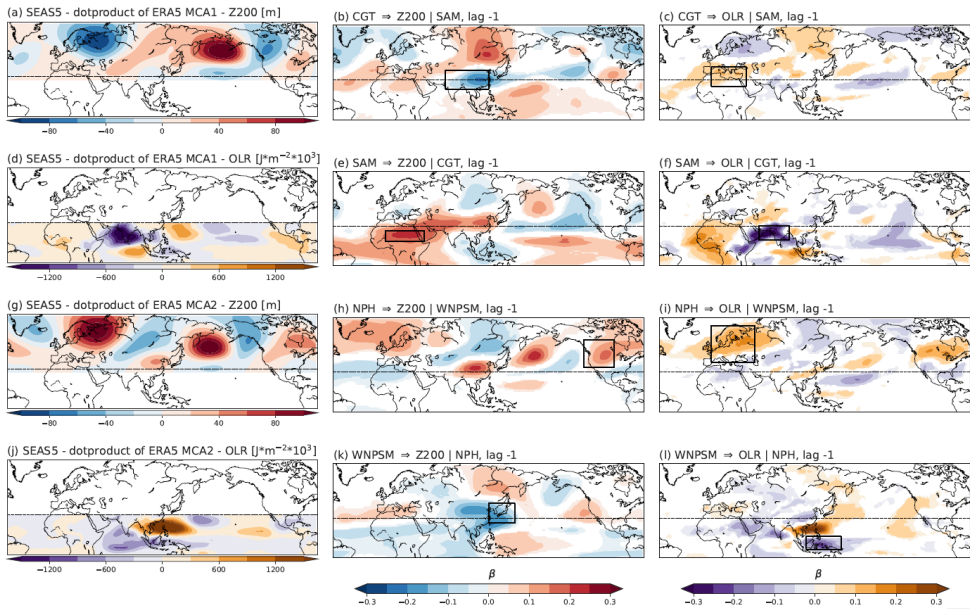 (a) SEAS5 - dotproduct of ERA5 MCA1 - Z200 [m]
(b) CGT ⇒ Z200 | SAM, lag -1
(c) CGT ⇒ OLR | SAM, lag -1
−80 −40 0 40 80
(d) SEAS5 - dotproduct of ERA5 MCA1 - OLR [J*m⁻²*10³]
(e) SAM ⇒ Z200 | CGT, lag -1
(f) SAM ⇒ OLR | CGT, lag -1
−1200 −600 0 600 1200
(g) SEAS5 - dotproduct of ERA5 MCA2 - Z200 [m]
(h) NPH ⇒ Z200 | WNPSM, lag -1
(i) NPH ⇒ OLR | WNPSM, lag -1
−80 −40 0 40 80
(j) SEAS5 - dotproduct of ERA5 MCA2 - OLR [J*m⁻²*10³]
(k) WNPSM ⇒ Z200 | NPH, lag -1
(l) WNPSM ⇒ OLR | NPH, lag -1
−1200 −600 0 600 1200
β
β
−0.3 −0.2 −0.1 0.0 0.1 0.2 0.3
−0.3 −0.2 −0.1 0.0 0.1 0.2 0.3